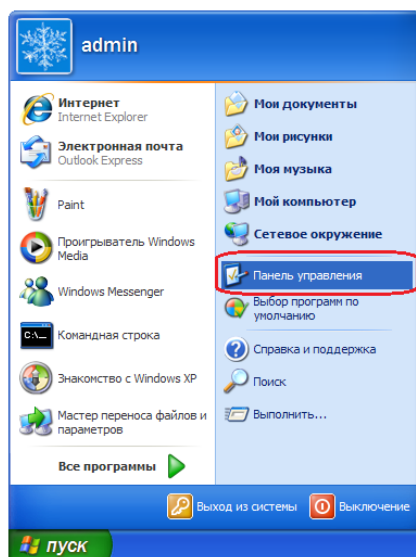 admin
Интернет
Internet Explorer
Электронная почта
Outlook Express
Paint
Проигрыватель Windows
Media
Windows Messenger
C:\_
Командная строка
Знакомство с Windows XP
Мастер переноса файлов и
параметров
Все программы
Мои документы
Мои рисунки
Моя музыка
Мой компьютер
Сетевое окружение
Панель управления
Выбор программ по
умолчанию
Справка и поддержка
Поиск
Выполнить...
Выход из системы
Выключение
пуск